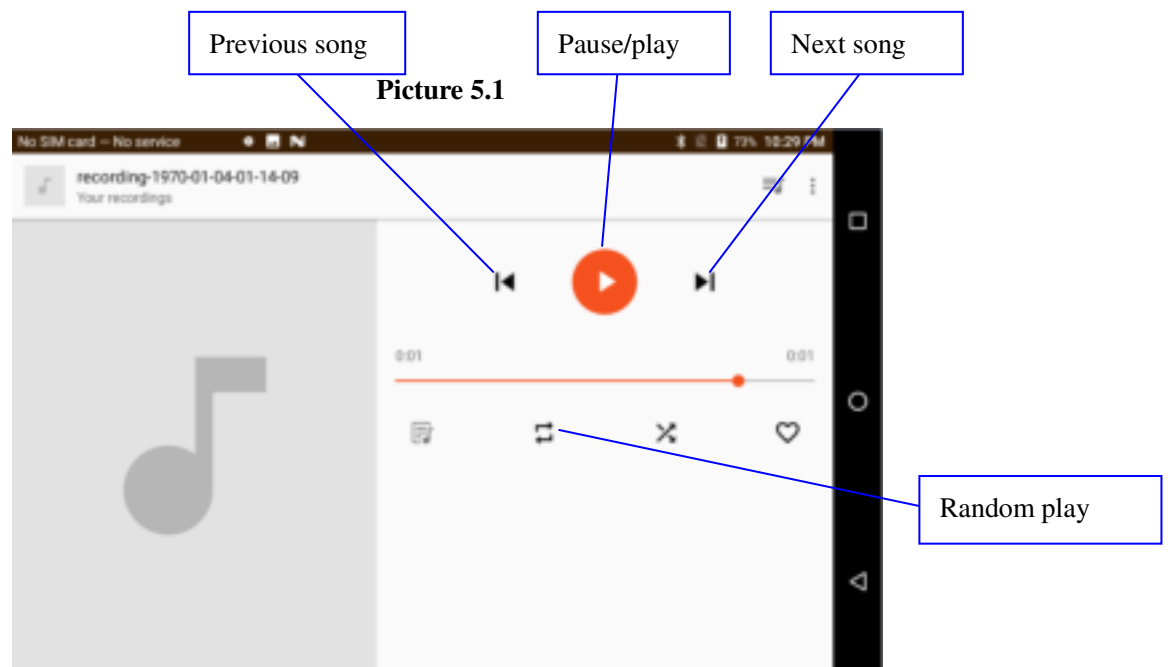 Previous song
Pause/play
Next song
Picture 5.1
No SIM card — No service
73% 10:29 PM
recording-1970-01-04-01-14-09
Your recordings
0:01
0:01
Random play